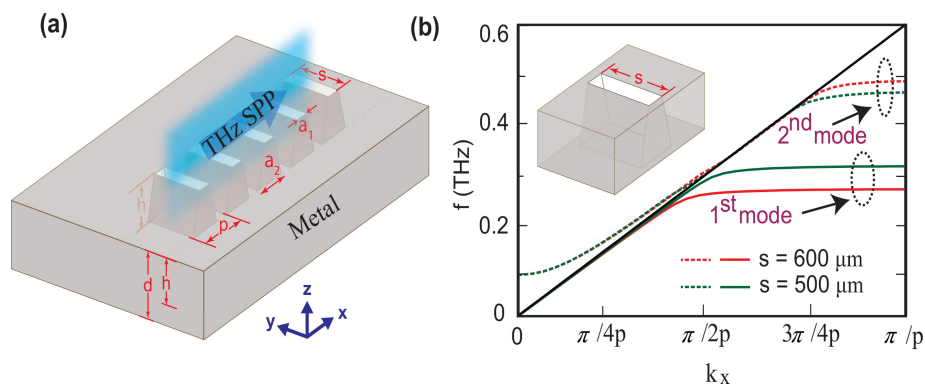 (a)
s
THz SPP
a1
a2
h
p
Metal
d
h
z
y
x
(b)
0.6
0.4
0.2
0
f (THz)
s
2nd mode
1st mode
s = 600 μm
s = 500 μm
0
π /4p
π /2p
3π /4p
π /p
kx